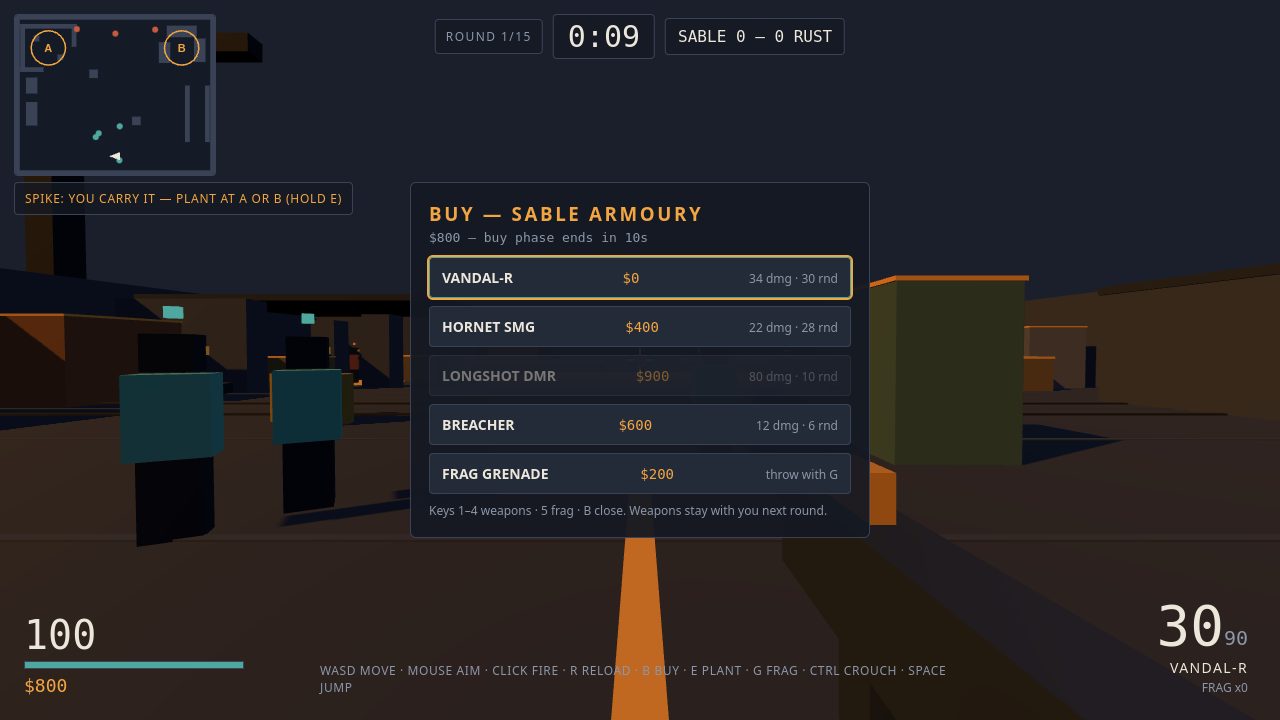 A
B
ROUND 1/15
0:09
SABLE 0 — 0 RUST
SPIKE: YOU CARRY IT — PLANT AT A OR B (HOLD E)
BUY — SABLE ARMOURY
$800 — buy phase ends in 10s
VANDAL-R $0 34 dmg · 30 rnd
HORNET SMG $400 22 dmg · 28 rnd
LONGSHOT DMR $900 80 dmg · 10 rnd
BREACHER $600 12 dmg · 6 rnd
FRAG GRENADE $200 throw with G
Keys 1–4 weapons · 5 frag · B close. Weapons stay with you next round.
100
$800
WASD MOVE · MOUSE AIM · CLICK FIRE · R RELOAD · B BUY · E PLANT · G FRAG · CTRL CROUCH · SPACE
JUMP
30 90
VANDAL-R
FRAG x0